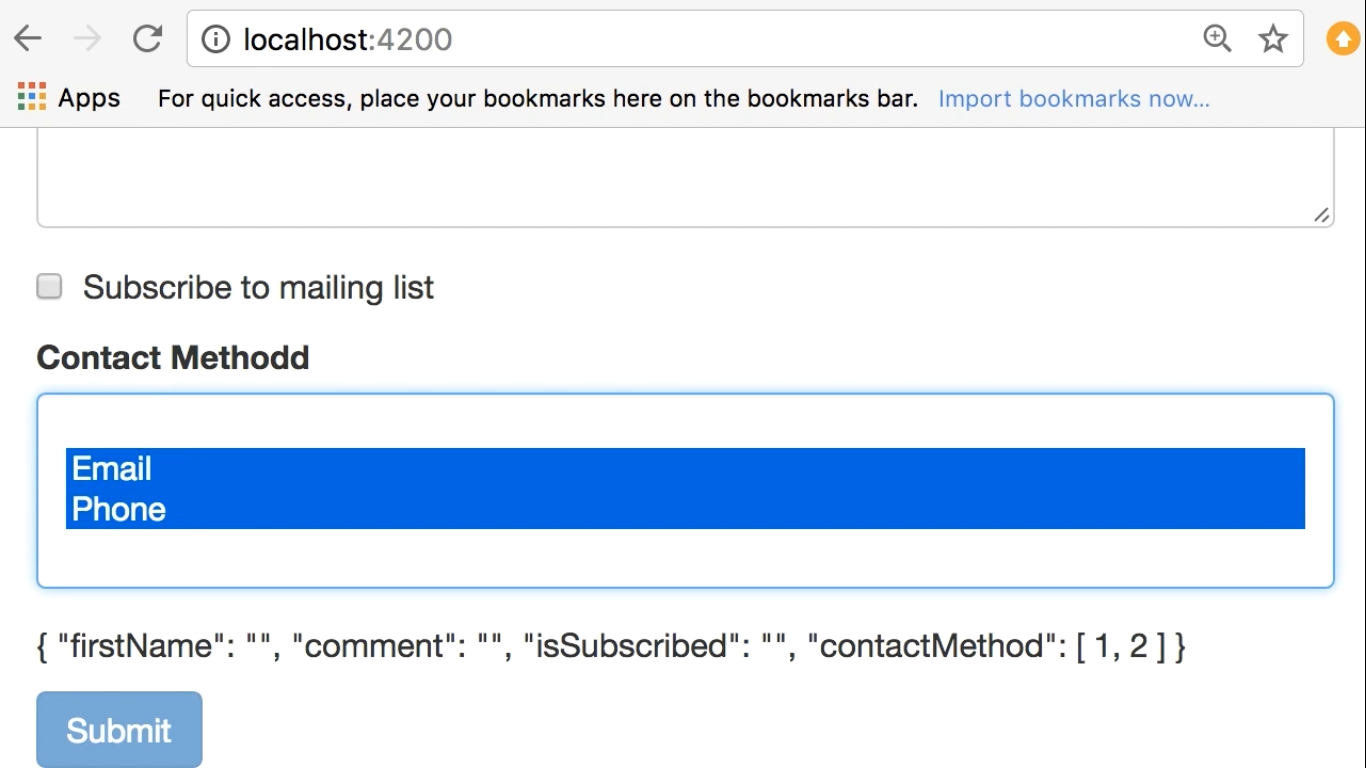 localhost:4200
Apps For quick access, place your bookmarks here on the bookmarks bar. Import bookmarks now...
Subscribe to mailing list
Contact Methodd
Email
Phone
{ "firstName": "", "comment": "", "isSubscribed": "", "contactMethod": [ 1, 2 ] }
Submit